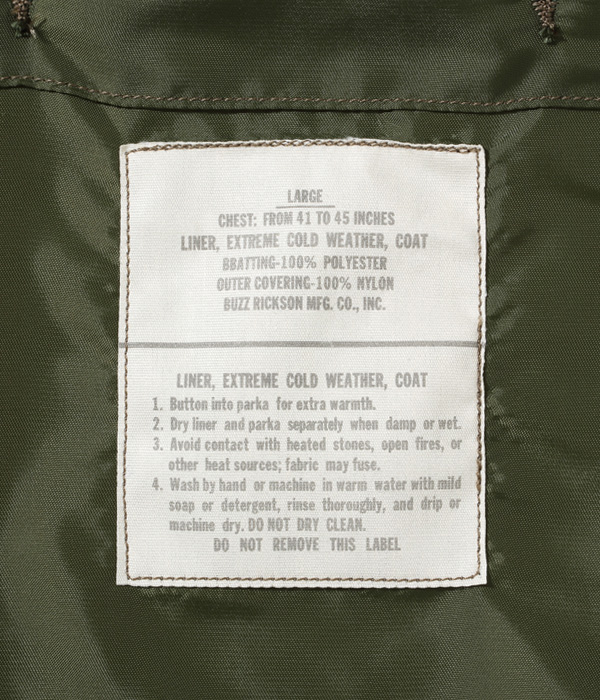 LARGE
CHEST: FROM 41 TO 45 INCHES
LINER, EXTREME COLD WEATHER, COAT
BBATTING-100% POLYESTER
OUTER COVERING-100% NYLON
BUZZ RICKSON MFG. CO., INC.
LINER, EXTREME COLD WEATHER, COAT
1. Button into parka for extra warmth.
2. Dry liner and parka separately when damp or wet.
3. Avoid contact with heated stones, open fires, or
other heat sources; fabric may fuse.
4. Wash by hand or machine in warm water with mild
soap or detergent, rinse thoroughly, and drip or
machine dry. DO NOT DRY CLEAN.
DO NOT REMOVE THIS LABEL